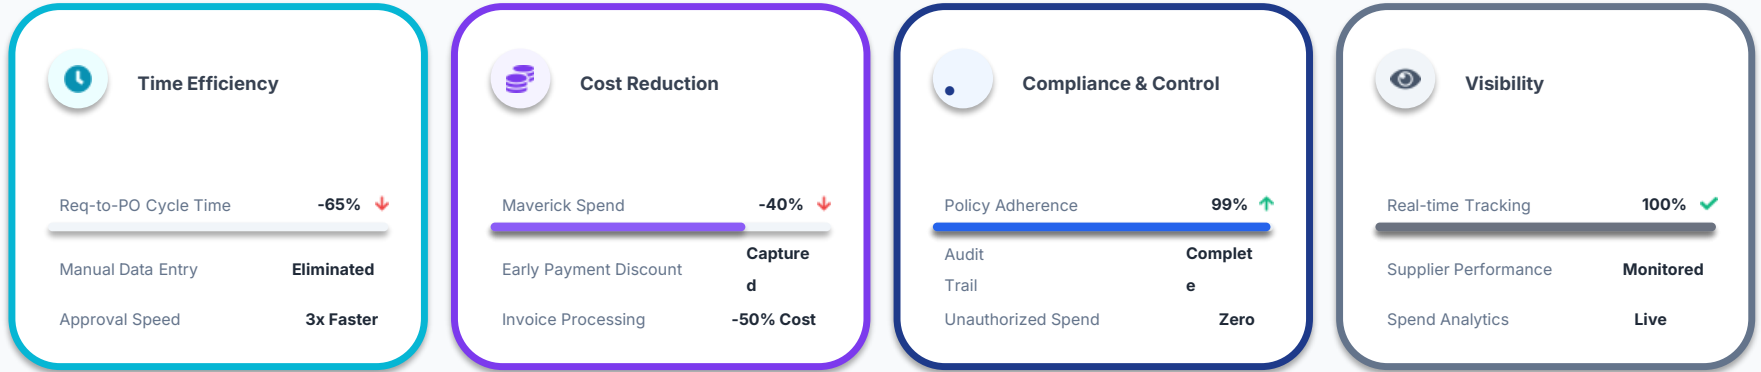 Time Efficiency
Req-to-PO Cycle Time -65%
Manual Data Entry Eliminated
Approval Speed 3x Faster
Cost Reduction
Maverick Spend -40%
Early Payment Discount Capture
d
Invoice Processing -50% Cost
Compliance & Control
Policy Adherence 99%
Audit Complet
Trail e
Unauthorized Spend Zero
Visibility
Real-time Tracking 100%
Supplier Performance Monitored
Spend Analytics Live